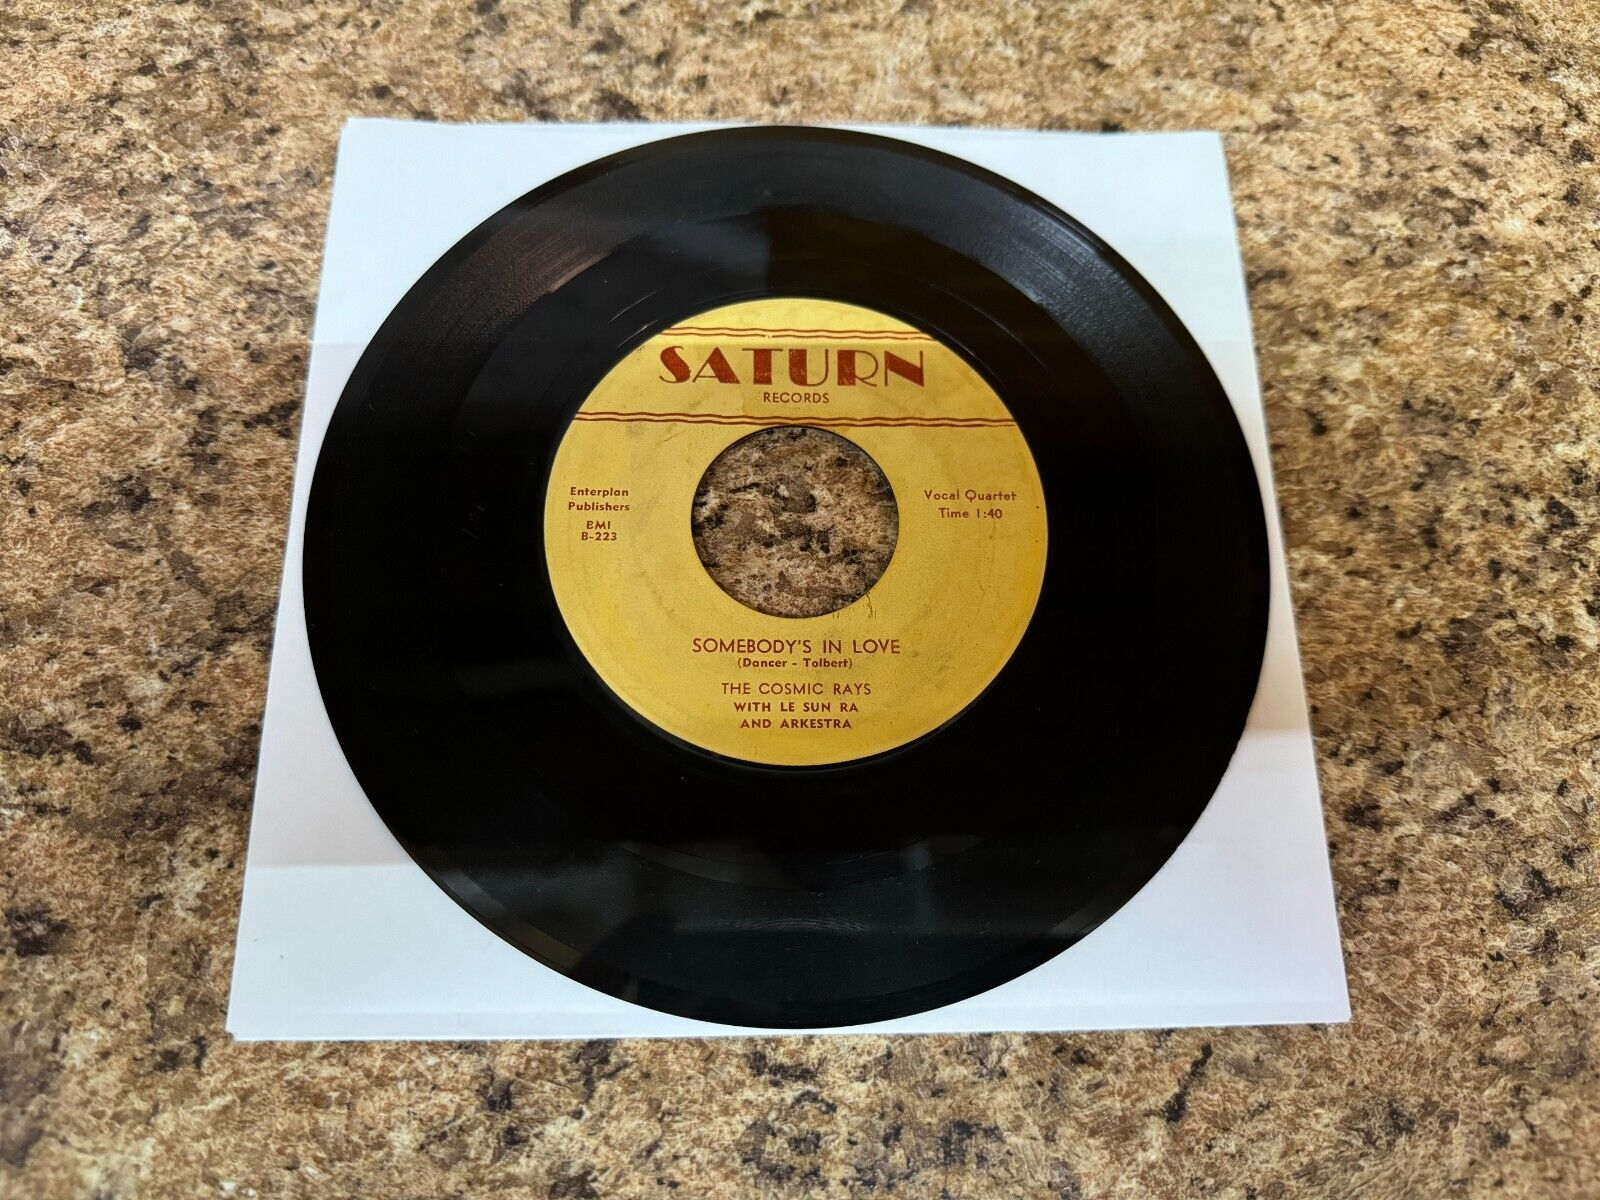 SATURN
RECORDS
Enterplan
Publishers
BMI
B-223
Vocal Quartet
Time 1:40
SOMEBODY'S IN LOVE
(Dancer - Tolbert)
THE COSMIC RAYS
WITH LE SUN RA
AND ARKESTRA